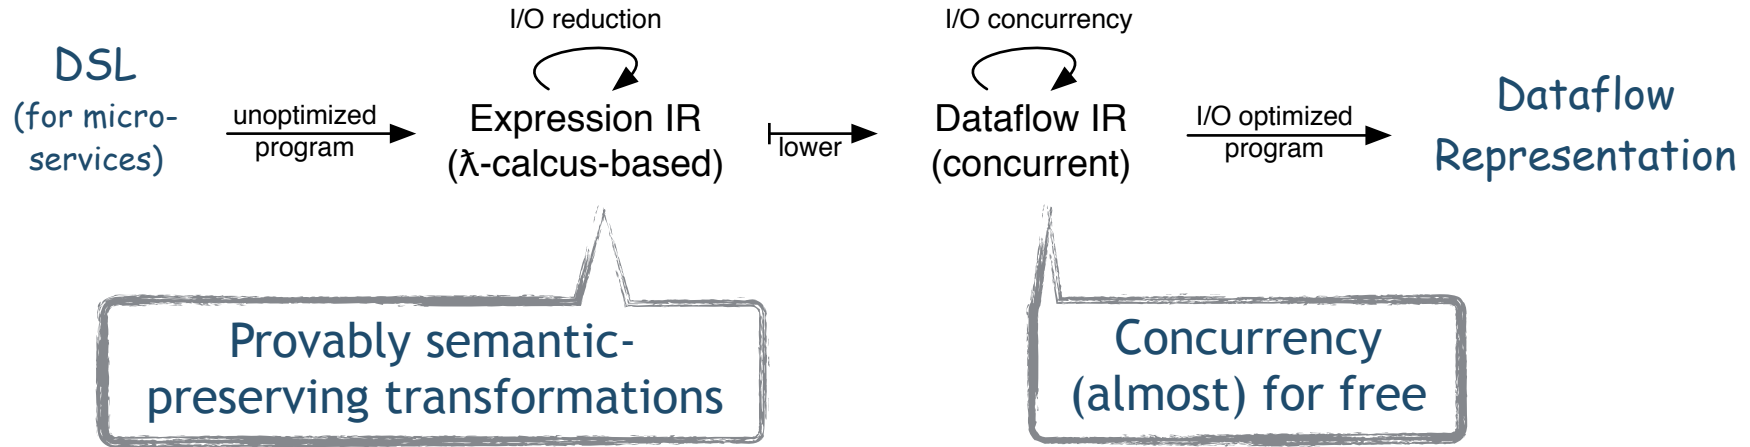 I/O reduction
I/O concurrency
DSL
(for micro-
services)
unoptimized
program
Expression IR
(ƛ-calcus-based)
lower
Dataflow IR
(concurrent)
I/O optimized
program
Dataflow
Representation
Provably semantic-
preserving transformations
Concurrency
(almost) for free